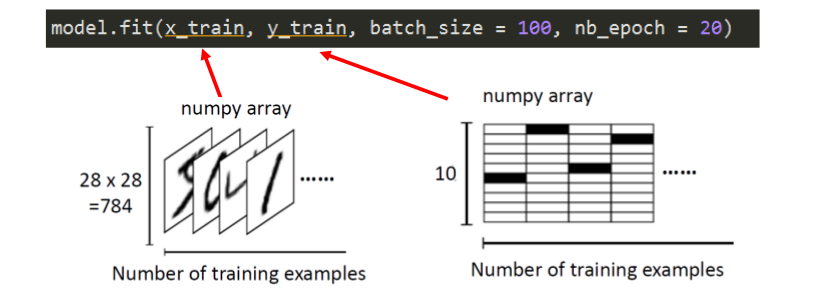 model.fit(x_train, y_train, batch_size = 100, nb_epoch = 20)
numpy array
28 x 28
=784
5041
......
Number of training examples
numpy array
10
......
Number of training examples